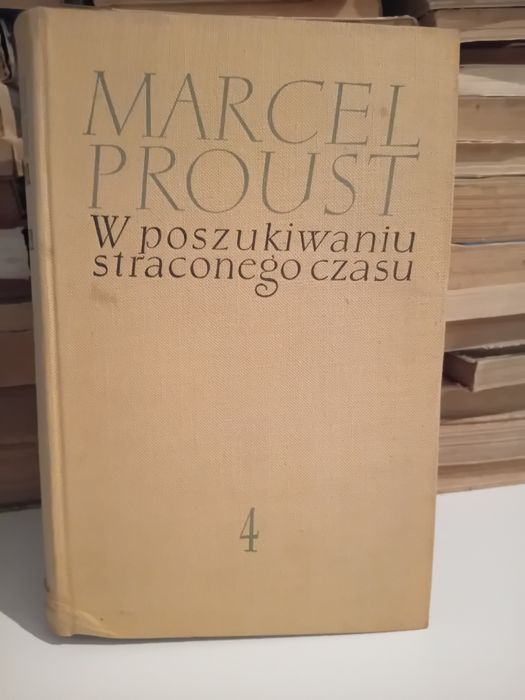 MARCEL
PROUST
W poszukiwaniu
straconego czasu
4